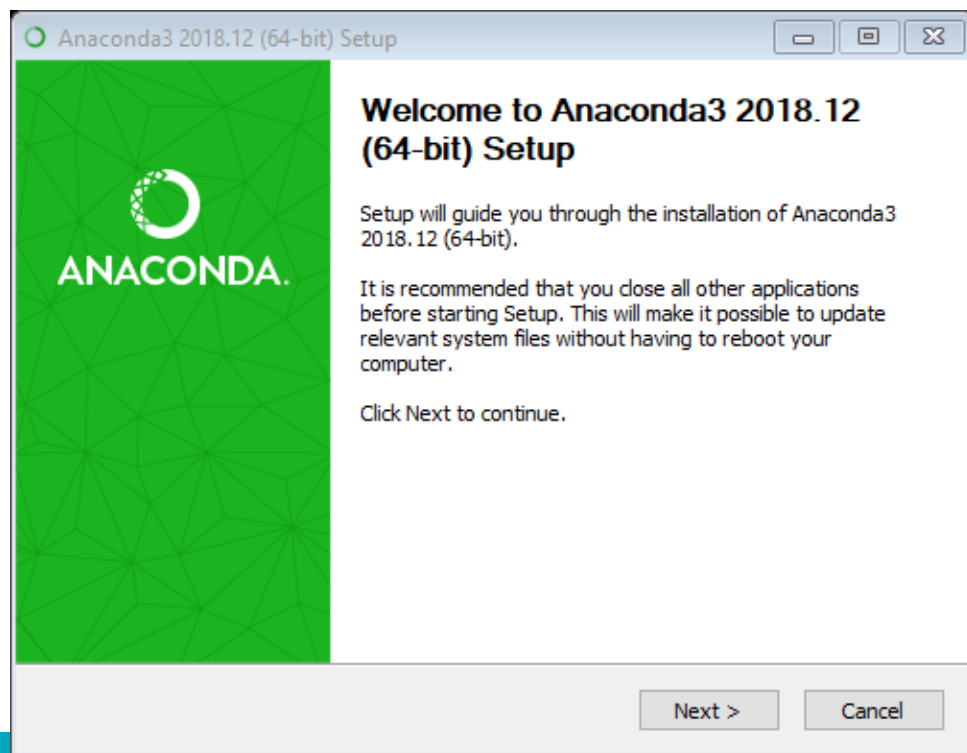 Anaconda3 2018.12 (64-bit) Setup
Welcome to Anaconda3 2018.12
(64-bit) Setup
ANACONDA.
Setup will guide you through the installation of Anaconda3
2018.12 (64-bit).
It is recommended that you close all other applications
before starting Setup. This will make it possible to update
relevant system files without having to reboot your
computer.
Click Next to continue.
Next >
Cancel